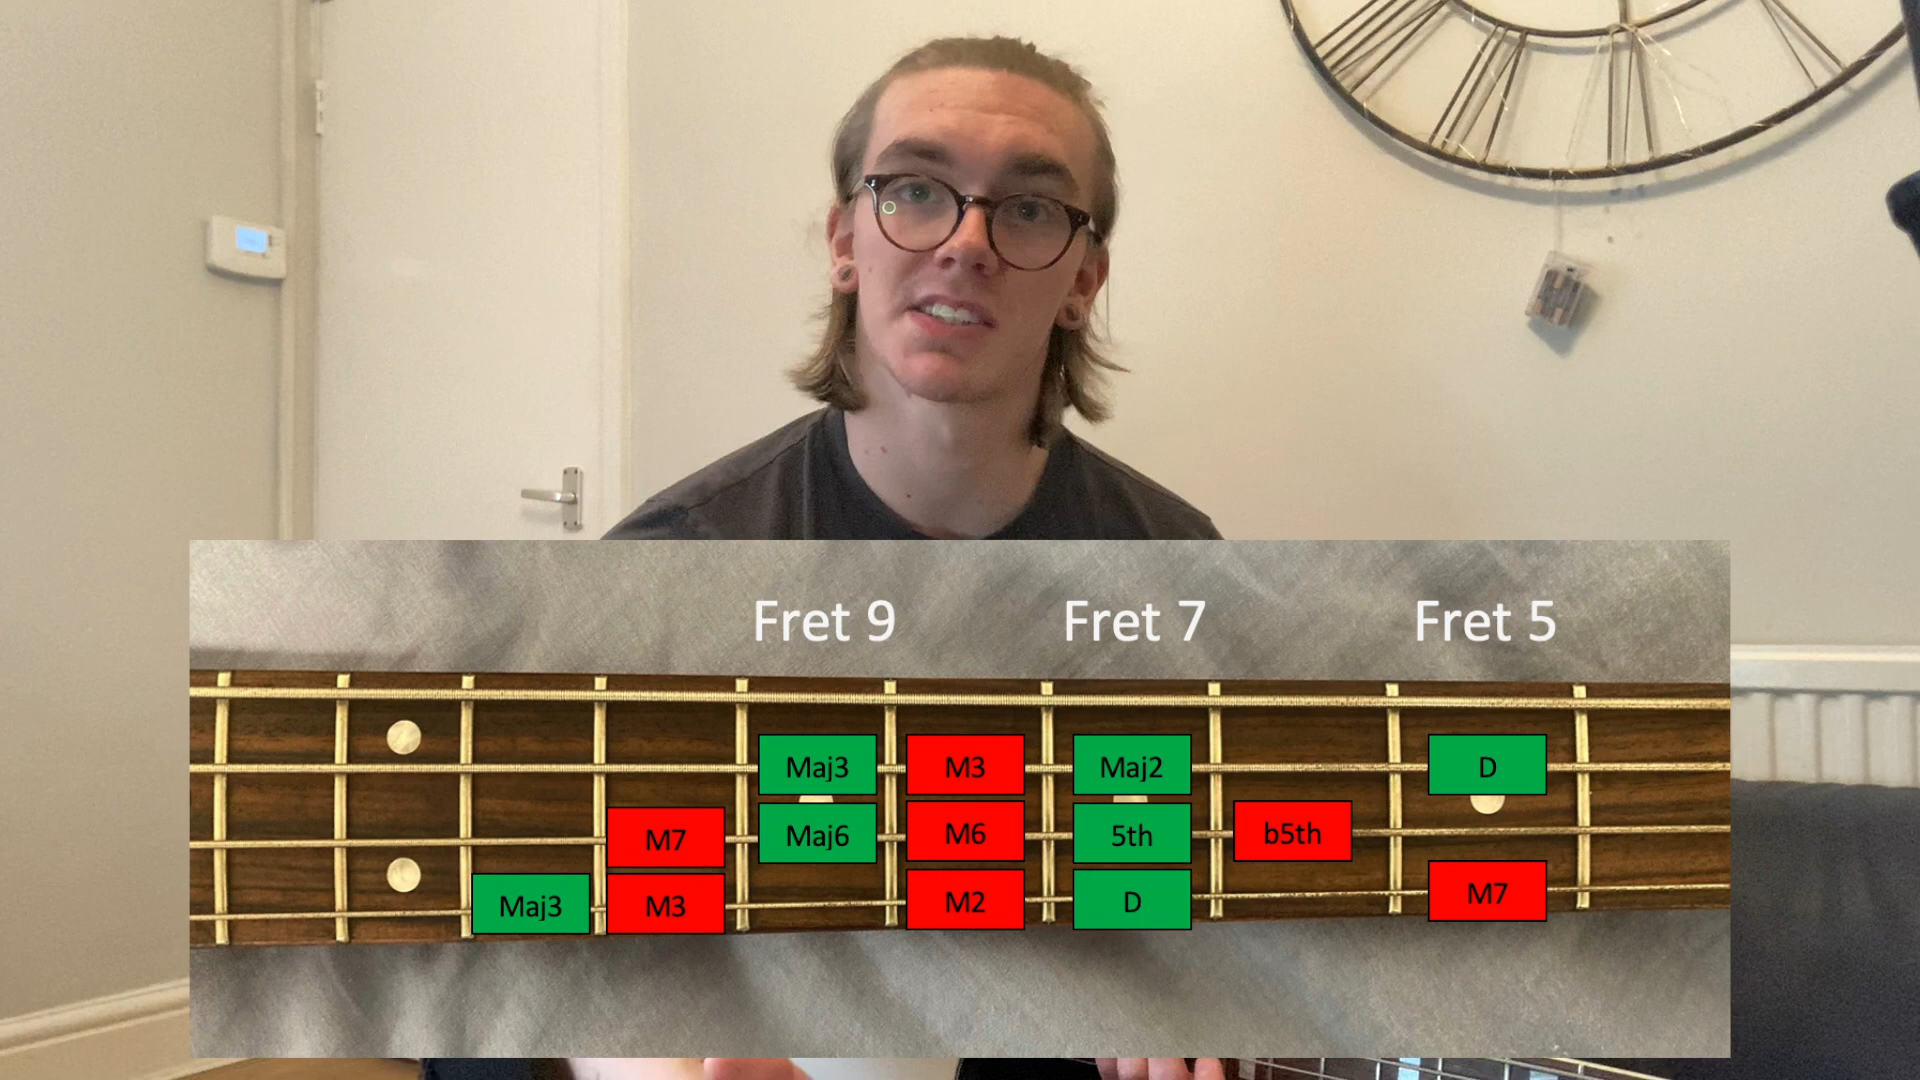 Fret 9 Fret 7 Fret 5
Maj3 M3 Maj2 D
M7 Maj6 M6 5th b5th
Maj3 M3 M2 D M7